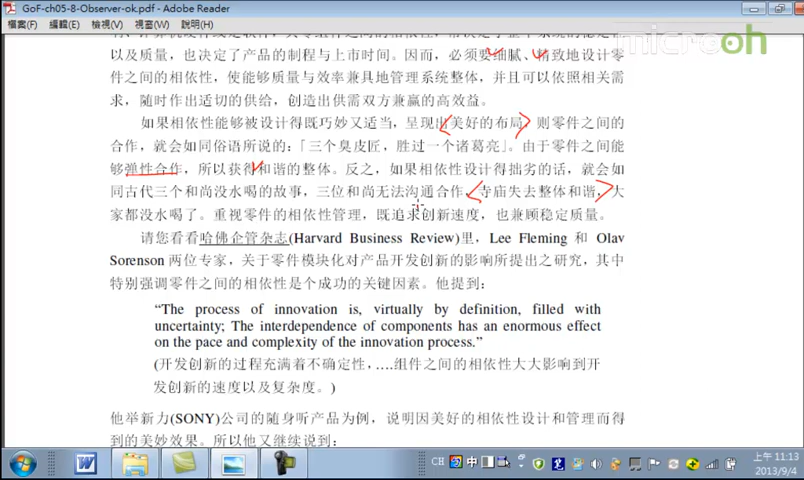 GoF-ch05-8-Observer-ok.pdf - Adobe Reader
檔案(F) 編輯(E) 檢視(V) 視窗(W) 說明(H)
microoh
以及质量，也决定了产品的制程与上市时间。因而，必须要细腻、精致地设计零
件之间的相依性，使能够质量与效率兼具地管理系统整体，并且可以依照相关需
求，随时作出适切的供给，创造出供需双方兼赢的高效益。
如果相依性能够被设计得既巧妙又适当，呈现出美好的布局，则零件之间的
合作，就会如同俗语所说的：「三个臭皮匠，胜过一个诸葛亮」。由于零件之间能
够弹性合作，所以获得和谐的整体。反之，如果相依性设计得拙劣的话，就会如
同古代三个和尚没水喝的故事，三位和尚无法沟通合作，寺庙失去整体和谐，大
家都没水喝了。重视零件的相依性管理，既追求创新速度，也兼顾稳定质量。
请您看看哈佛企管杂志(Harvard Business Review)里，Lee Fleming 和 Olav
Sorenson 两位专家，关于零件模块化对产品开发创新的影响所提出之研究，其中
特别强调零件之间的相依性是个成功的关键因素。他提到：
“The process of innovation is, virtually by definition, filled with
uncertainty; The interdependence of components has an enormous effect
on the pace and complexity of the innovation process.”
(开发创新的过程充满着不确定性，….组件之间的相依性大大影响到开
发创新的速度以及复杂度。)
他举新力(SONY)公司的随身听产品为例，说明因美好的相依性设计和管理而得
到的美妙效果。所以他又继续说到：
CH
上午 11:13
2013/9/4